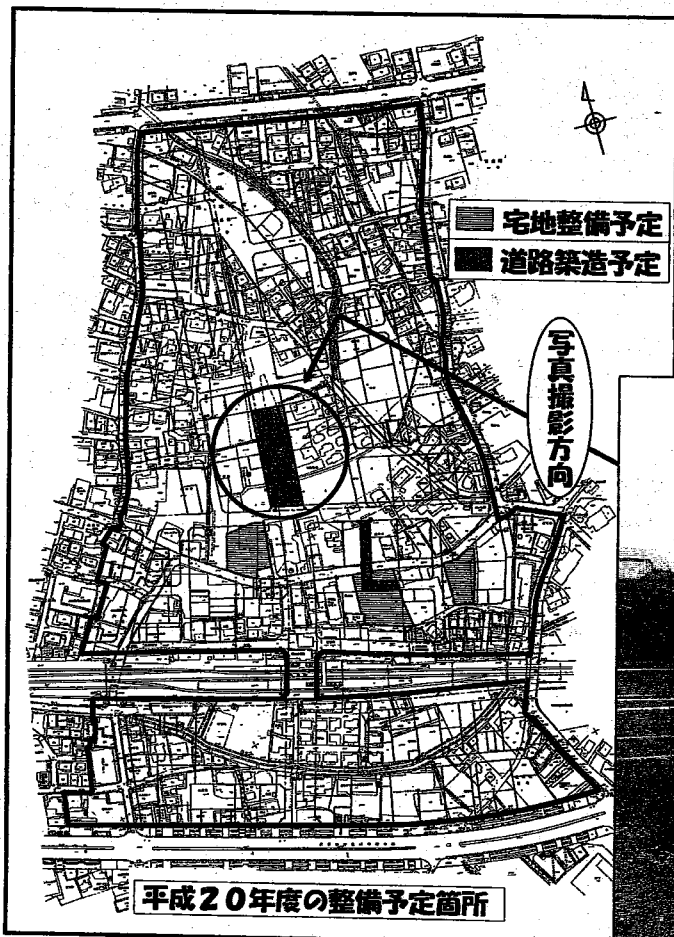 宅地整備予定
道路築造予定
写真撮影方向
平成20年度の整備予定箇所